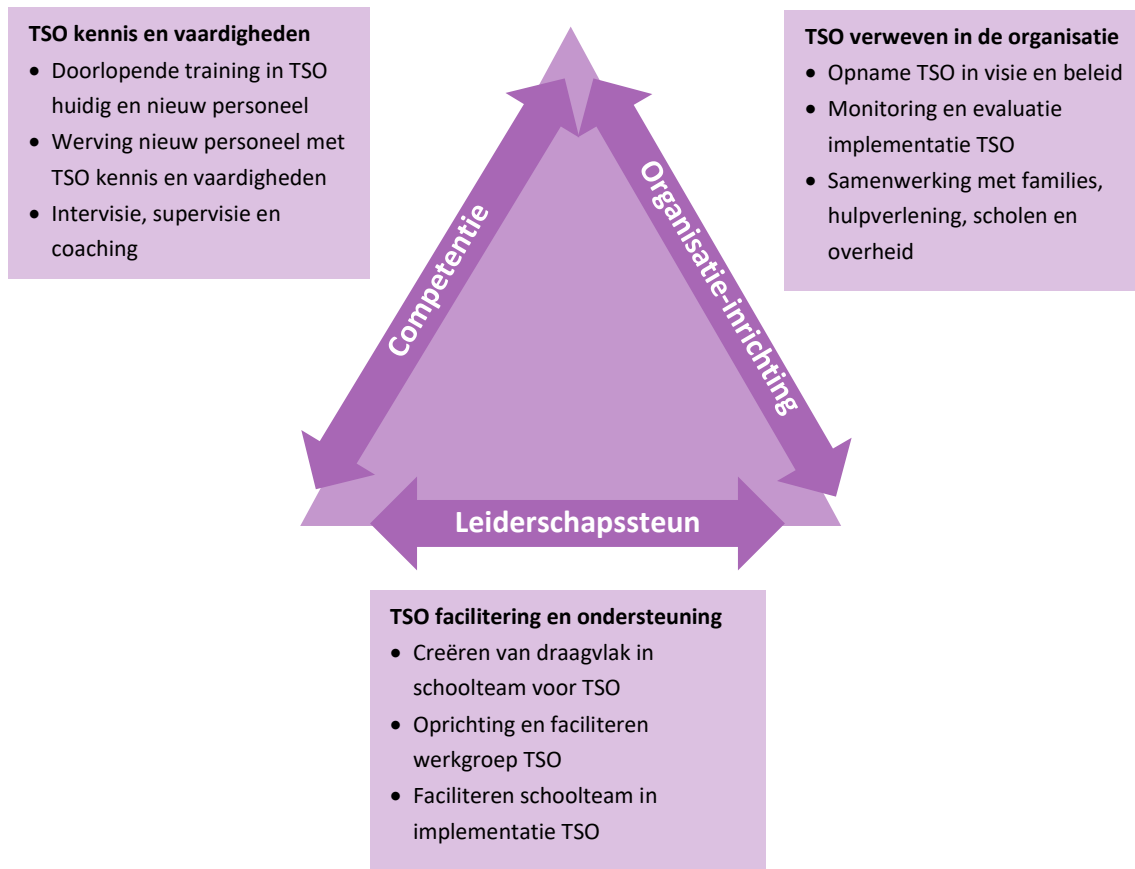 TSO kennis en vaardigheden
• Doorlopende training in TSO
huidig en nieuw personeel
• Werving nieuw personeel met
TSO kennis en vaardigheden
• Intervisie, supervisie en
coaching
TSO verweven in de organisatie
• Opname TSO in visie en beleid
• Monitoring en evaluatie
implementatie TSO
• Samenwerking met families,
hulpverlening, scholen en
overheid
Competentie
Organisatie-inrichting
Leiderschapssteun
TSO facilitering en ondersteuning
• Creëren van draagvlak in
schoolteam voor TSO
• Oprichting en faciliteren
werkgroep TSO
• Faciliteren schoolteam in
implementatie TSO